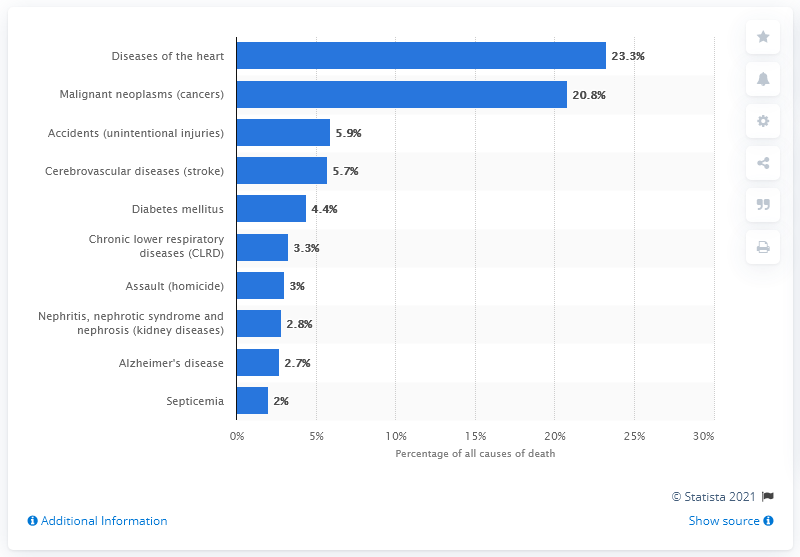 Diseases of the heart 23.3%
Malignant neoplasms (cancers) 20.8%
Accidents (unintentional injuries) 5.9%
Cerebrovascular diseases (stroke) 5.7%
Diabetes mellitus 4.4%
Chronic lower respiratory
diseases (CLRD) 3.3%
Assault (homicide) 3%
Nephritis, nephrotic syndrome and
nephrosis (kidney diseases) 2.8%
Alzheimer's disease 2.7%
Septicemia 2%
0% 5% 10% 15% 20% 25% 30%
Percentage of all causes of death
© Statista 2021
Additional Information Show source